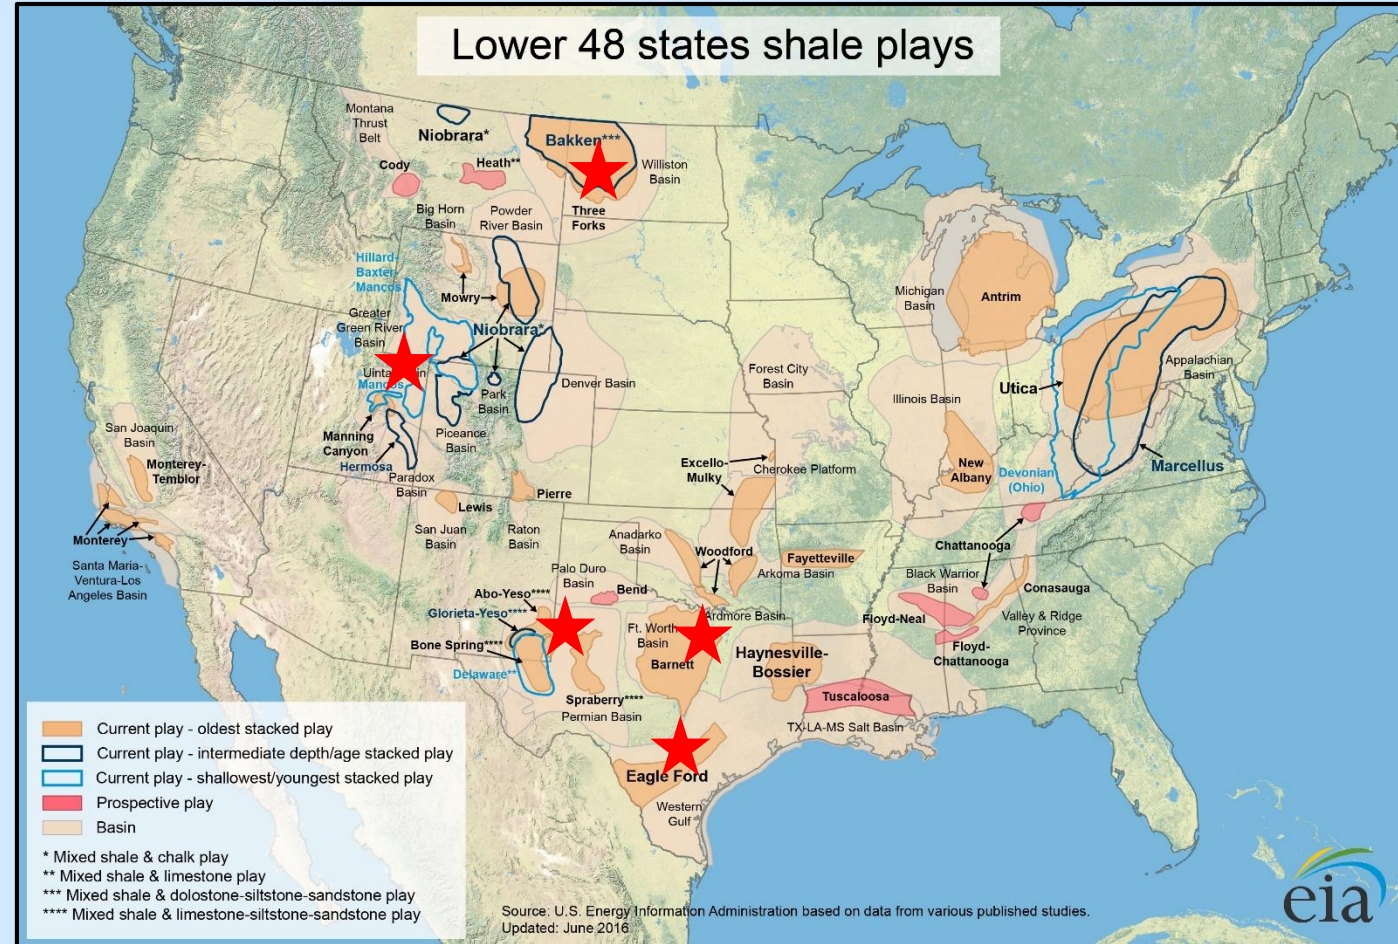 Lower 48 states shale plays
Montana
Thrust
Belt
Niobrara*
Bakken***
Cody
Heath**
Williston
Basin
Big Horn
Basin
Powder
River Basin
Three
Forks
Hillard-
Baxter-
Mancos
Mowry
Greater
Green River
Basin
Niobrara*
Mancos
Park
Basin
Denver Basin
Manning
Canyon
Piceance
Basin
Hermosa
Paradox
Basin
San Joaquin
Basin
Monterey-
Temblor
Monterey
Santa Maria-
Ventura-Los
Angeles Basin
Lewis
San Juan
Basin
Pierre
Raton
Basin
Forest City
Basin
Excello-
Mulky
Cherokee Platform
Michigan
Basin
Antrim
Illinois Basin
New
Albany
Utica
Appalachian
Basin
Devonian
(Ohio)
Marcellus
Anadarko
Basin
Woodford
Fayetteville
Arkoma Basin
Chattanooga
Black Warrior
Basin
Conasauga
Valley & Ridge
Province
Floyd-Neal
Floyd-
Chattanooga
Palo Duro
Basin
Bend
Abo-Yeso****
Glorieta-Yeso****
Bone Spring****
Delaware**
Ft. Worth
Basin
Barnett
Ardmore Basin
Haynesville-
Bossier
Spraberry****
Permian Basin
Tuscaloosa
TX-LA-MS Salt Basin
Eagle Ford
Western
Gulf
Current play - oldest stacked play
Current play - intermediate depth/age stacked play
Current play - shallowest/youngest stacked play
Prospective play
Basin
* Mixed shale & chalk play
** Mixed shale & limestone play
*** Mixed shale & dolostone-siltstone-sandstone play
**** Mixed shale & limestone-siltstone-sandstone play
Source: U.S. Energy Information Administration based on data from various published studies.
Updated: June 2016
eia